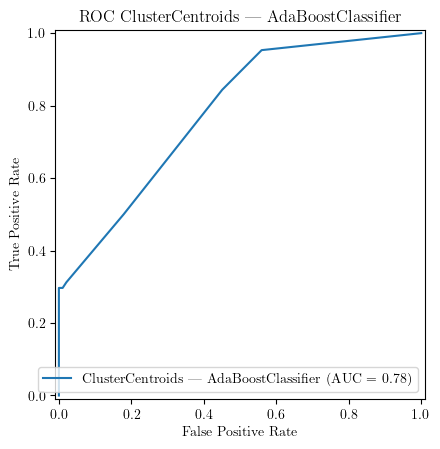 ROC ClusterCentroids — AdaBoostClassifier
1.0
0.8
0.6
0.4
0.2
0.0
True Positive Rate
ClusterCentroids — AdaBoostClassifier (AUC = 0.78)
0.0 0.2 0.4 0.6 0.8 1.0
False Positive Rate